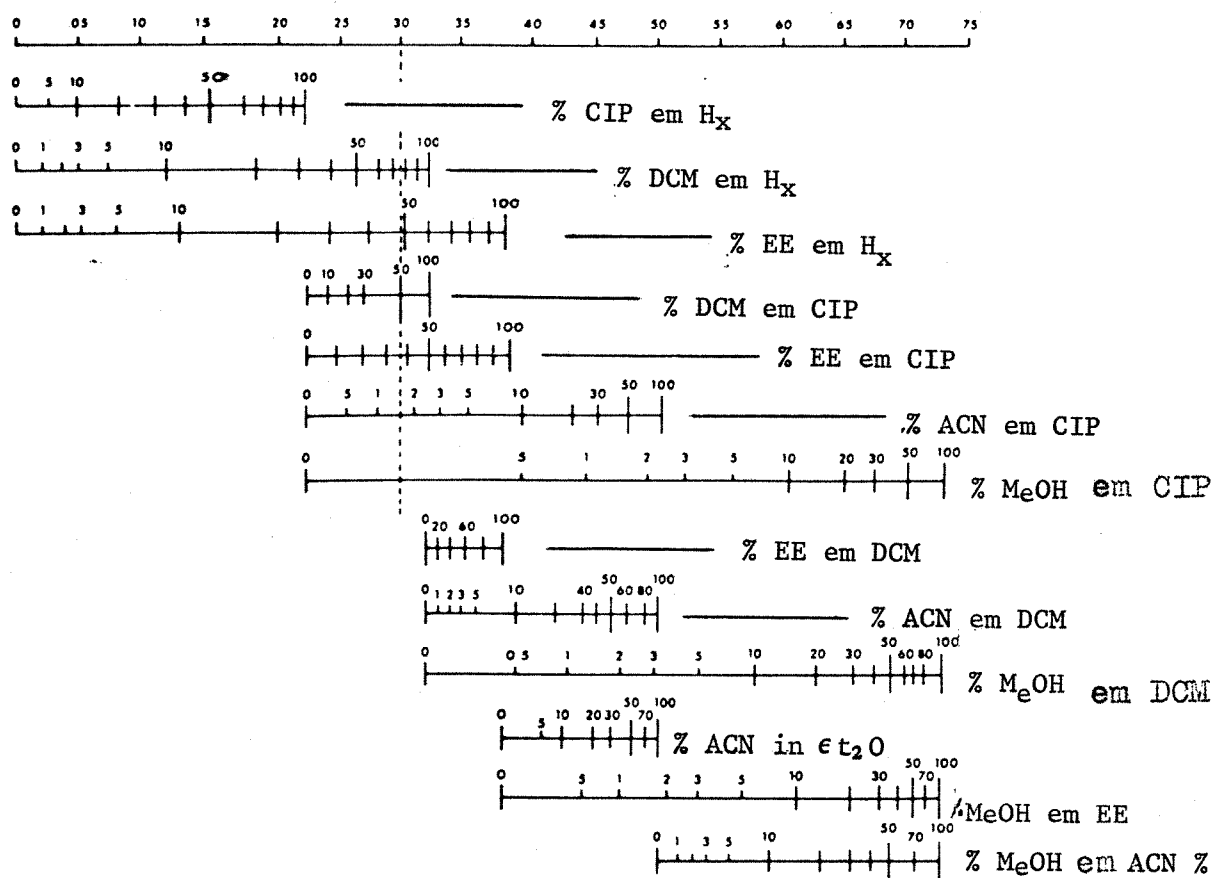 0 05 10 15 20 25 30 35 40 45 50 55 60 65 70 75
0 5 10 50 100
% CIP em Hx
0 1 3 5 10 50 100
% DCM em Hx
0 1 3 5 10 50 100
% EE em Hx
0 10 30 50 100
% DCM em CIP
0 50 100
% EE em CIP
0 5 1 2 3 5 10 30 50 100
% ACN em CIP
0 5 1 2 3 5 10 20 30 50 100
% MeOH em CIP
0 20 60 100
% EE em DCM
0 1 2 3 5 10 40 50 60 80 100
% ACN em DCM
0 0 5 1 2 3 5 10 20 30 50 60 80 100
% MeOH em DCM
0 5 10 20 30 50 70 100
% ACN in Єt₂O
0 5 1 2 3 5 10 30 50 70 100
MeOH em EE
0 1 3 5 10 50 70 100
% MeOH em ACN %